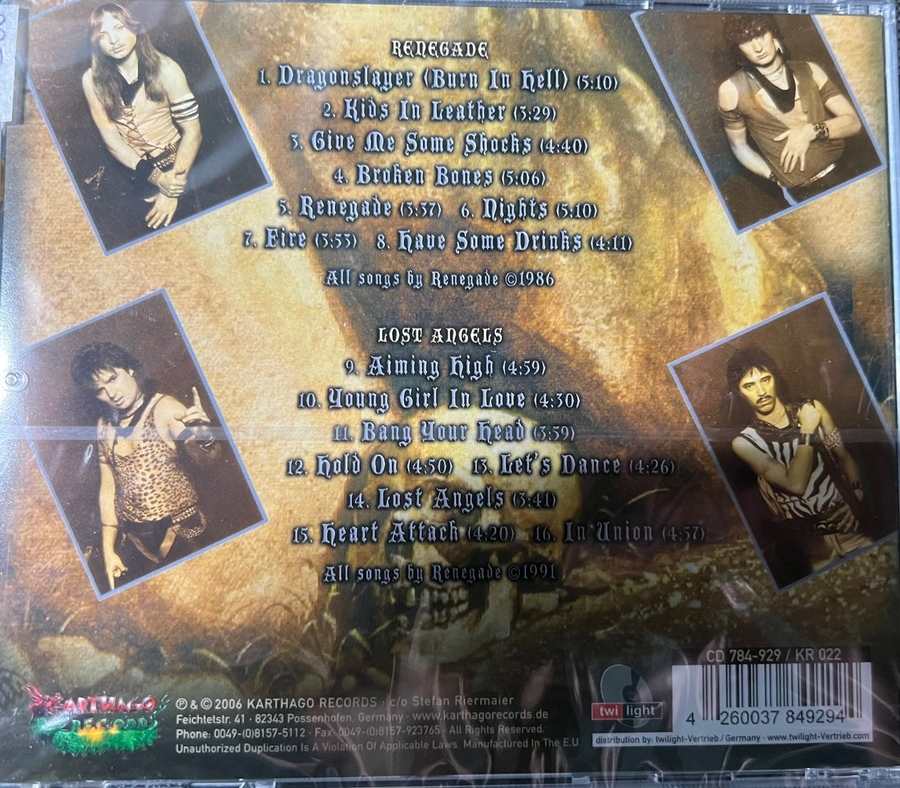 RENEGADE
1. Dragonslayer (Burn In Hell) (5:10)
2. Kids In Leather (3:29)
3. Give Me Some Shocks (4:40)
4. Broken Bones (5:06)
5. Renegade (3:37) 6. Nights (5:10)
7. Fire (3:53) 8. Have Some Drinks (4:11)
All songs by Renegade ©1986
LOST ANGELS
9. Aiming High (4:59)
10. Young Girl In Love (4:30)
11. Bang Your Head (3:59)
12. Hold On (4:50) 13. Let's Dance (4:26)
14. Lost Angels (3:41)
15. Heart Attack (4:20) 16. In Union (4:57)
All songs by Renegade ©1991
KARTHAGO
RECORDS
℗ & © 2006 KARTHAGO RECORDS · c/o Stefan Riermaier
Feichtetstr. 41 · 82343 Possenhofen. Germany · www.karthagorecords.de
Phone: 0049-(0)8157-5112 · Fax 0049-(0)8157-923765 · All Rights Reserved.
Unauthorized Duplication Is A Violation Of Applicable Laws. Manufactured In The E.U
CD 784-929 / KR 022
twilight
4 260037 849294
distribution by: twilight-Vertrieb./Germany · www.twilight-Vertrieb.com